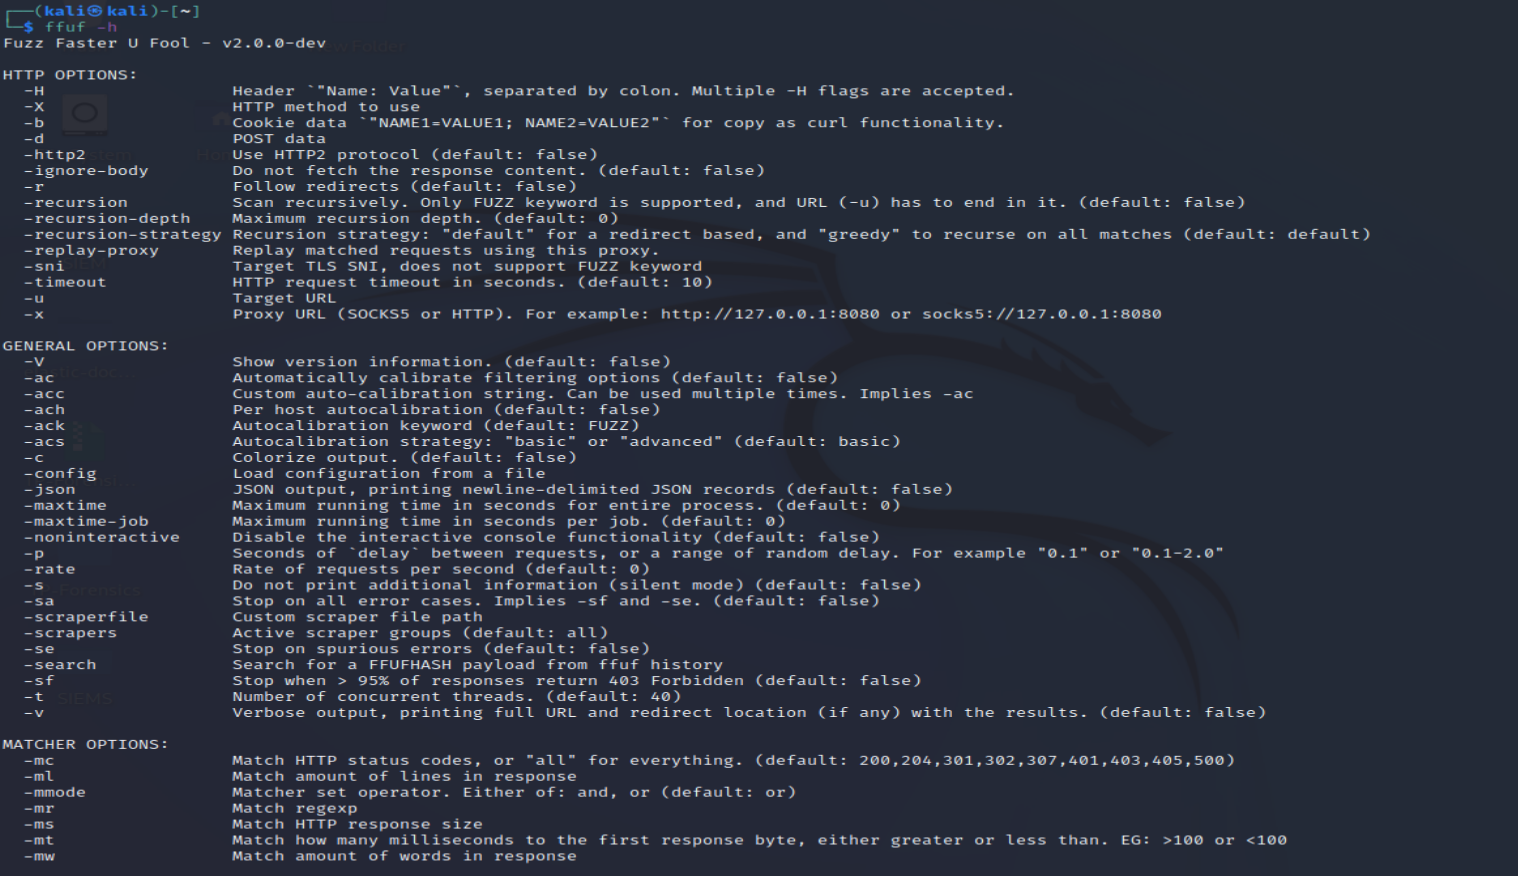 ┌──(kali㉿kali)-[~]
└─$ ffuf -h
Fuzz Faster U Fool - v2.0.0-dev
HTTP OPTIONS:
-H Header `"Name: Value"`, separated by colon. Multiple -H flags are accepted.
-X HTTP method to use
-b Cookie data `"NAME1=VALUE1; NAME2=VALUE2"` for copy as curl functionality.
-d POST data
-http2 Use HTTP2 protocol (default: false)
-ignore-body Do not fetch the response content. (default: false)
-r Follow redirects (default: false)
-recursion Scan recursively. Only FUZZ keyword is supported, and URL (-u) has to end in it. (default: false)
-recursion-depth Maximum recursion depth. (default: 0)
-recursion-strategy Recursion strategy: "default" for a redirect based, and "greedy" to recurse on all matches (default: default)
-replay-proxy Replay matched requests using this proxy.
-sni Target TLS SNI, does not support FUZZ keyword
-timeout HTTP request timeout in seconds. (default: 10)
-u Target URL
-x Proxy URL (SOCKS5 or HTTP). For example: http://127.0.0.1:8080 or socks5://127.0.0.1:8080
GENERAL OPTIONS:
-V Show version information. (default: false)
-ac Automatically calibrate filtering options (default: false)
-acc Custom auto-calibration string. Can be used multiple times. Implies -ac
-ach Per host autocalibration (default: false)
-ack Autocalibration keyword (default: FUZZ)
-acs Autocalibration strategy: "basic" or "advanced" (default: basic)
-c Colorize output. (default: false)
-config Load configuration from a file
-json JSON output, printing newline-delimited JSON records (default: false)
-maxtime Maximum running time in seconds for entire process. (default: 0)
-maxtime-job Maximum running time in seconds per job. (default: 0)
-noninteractive Disable the interactive console functionality (default: false)
-p Seconds of `delay` between requests, or a range of random delay. For example "0.1" or "0.1-2.0"
-rate Rate of requests per second (default: 0)
-s Do not print additional information (silent mode) (default: false)
-sa Stop on all error cases. Implies -sf and -se. (default: false)
-scraperfile Custom scraper file path
-scrapers Active scraper groups (default: all)
-se Stop on spurious errors (default: false)
-search Search for a FFUFHASH payload from ffuf history
-sf Stop when > 95% of responses return 403 Forbidden (default: false)
-t Number of concurrent threads. (default: 40)
-v Verbose output, printing full URL and redirect location (if any) with the results. (default: false)
MATCHER OPTIONS:
-mc Match HTTP status codes, or "all" for everything. (default: 200,204,301,302,307,401,403,405,500)
-ml Match amount of lines in response
-mmode Matcher set operator. Either of: and, or (default: or)
-mr Match regexp
-ms Match HTTP response size
-mt Match how many milliseconds to the first response byte, either greater or less than. EG: >100 or <100
-mw Match amount of words in response